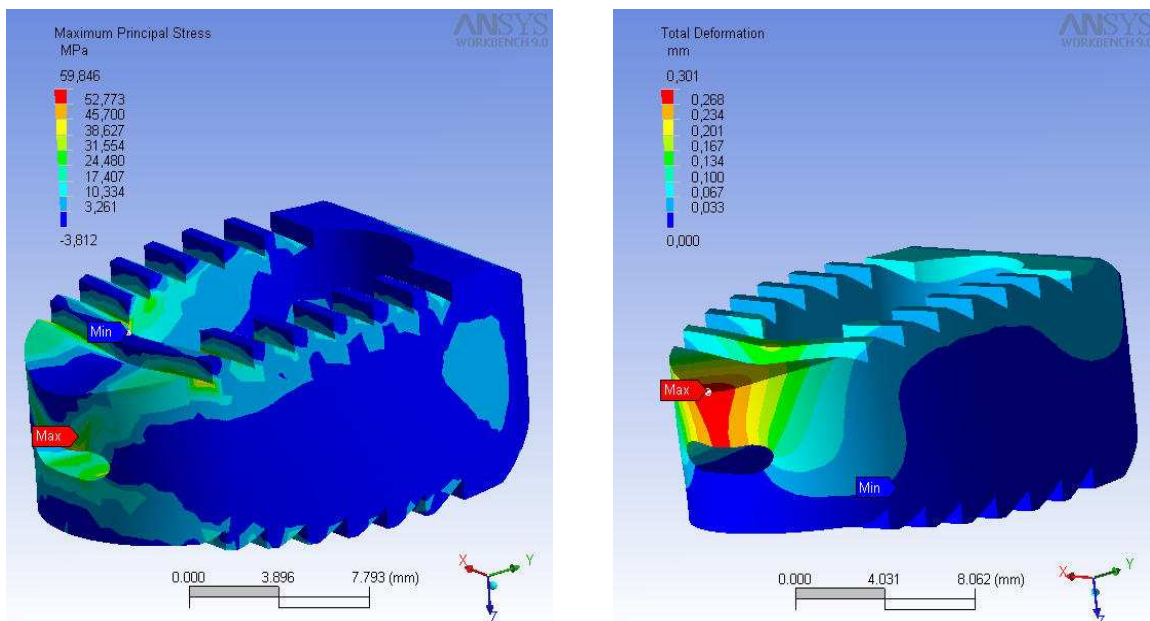 ANSYS
WORKBENCH 9.0
Maximum Principal Stress
MPa
59,846
52,773
45,700
38,627
31,554
24,480
17,407
10,334
3,261
-3,812
Min
Max
0.000 3.896 7.793 (mm)
X Y
Z
ANSYS
WORKBENCH 9.0
Total Deformation
mm
0,301
0,268
0,234
0,201
0,167
0,134
0,100
0,067
0,033
0,000
Max
Min
0.000 4.031 8.062 (mm)
X Y
Z